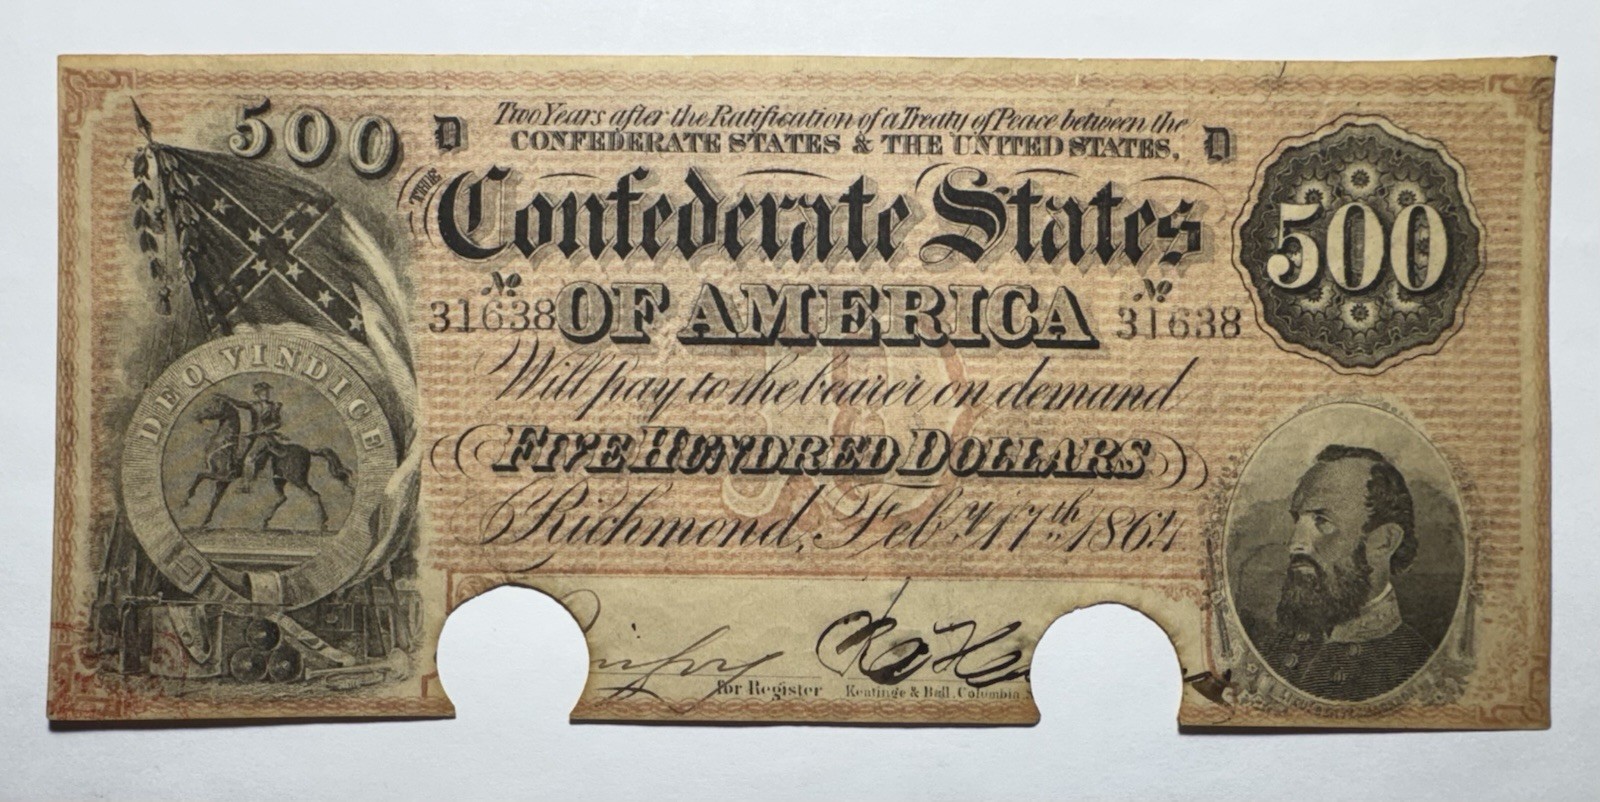 500
D
Two Years after the Ratification of a Treaty of Peace between the
CONFEDERATE STATES & THE UNITED STATES,
D
THE
Confederate States
500
No
31638
OF AMERICA
No
31638
Will pay to the bearer on demand
DEO VINDICE
FIVE HUNDRED DOLLARS
Richmond, Feby. 17th. 1864
for Register
Keatinge & Ball, Columbia